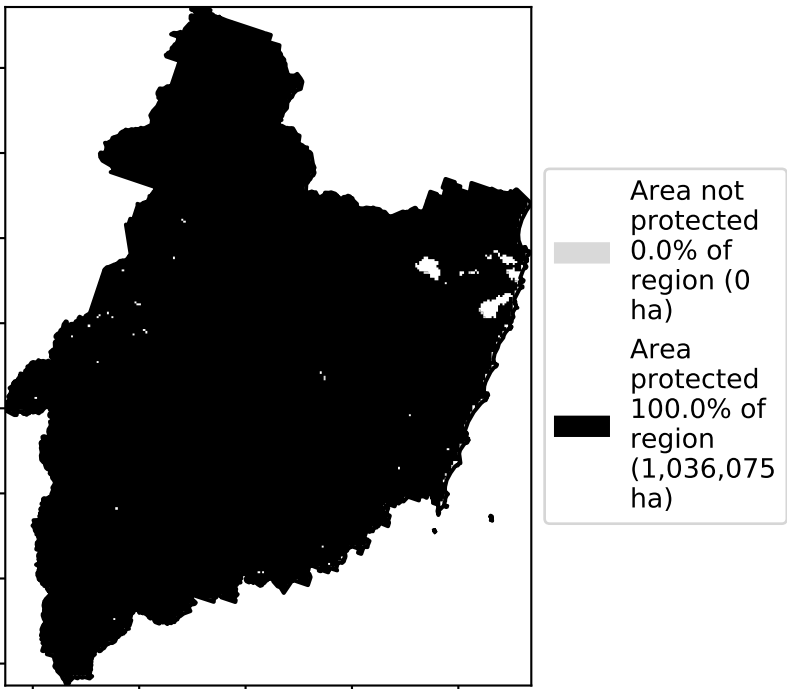 Area not
protected
0.0% of
region (0
ha)
Area
protected
100.0% of
region
(1,036,075
ha)